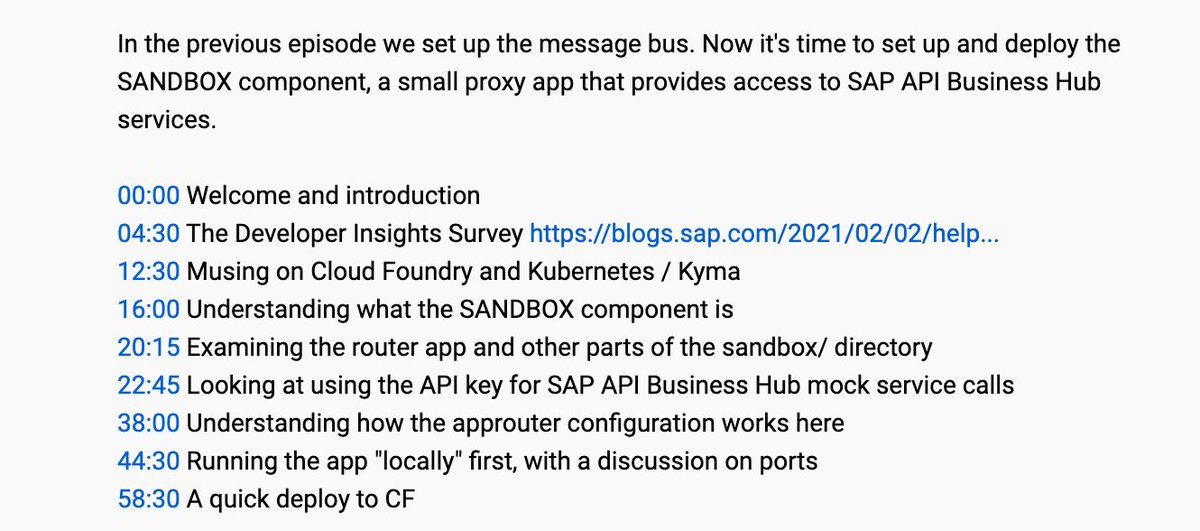 In the previous episode we set up the message bus. Now it's time to set up and deploy the
SANDBOX component, a small proxy app that provides access to SAP API Business Hub
services.
00:00 Welcome and introduction
04:30 The Developer Insights Survey https://blogs.sap.com/2021/02/02/help...
12:30 Musing on Cloud Foundry and Kubernetes / Kyma
16:00 Understanding what the SANDBOX component is
20:15 Examining the router app and other parts of the sandbox/ directory
22:45 Looking at using the API key for SAP API Business Hub mock service calls
38:00 Understanding how the approuter configuration works here
44:30 Running the app "locally" first, with a discussion on ports
58:30 A quick deploy to CF